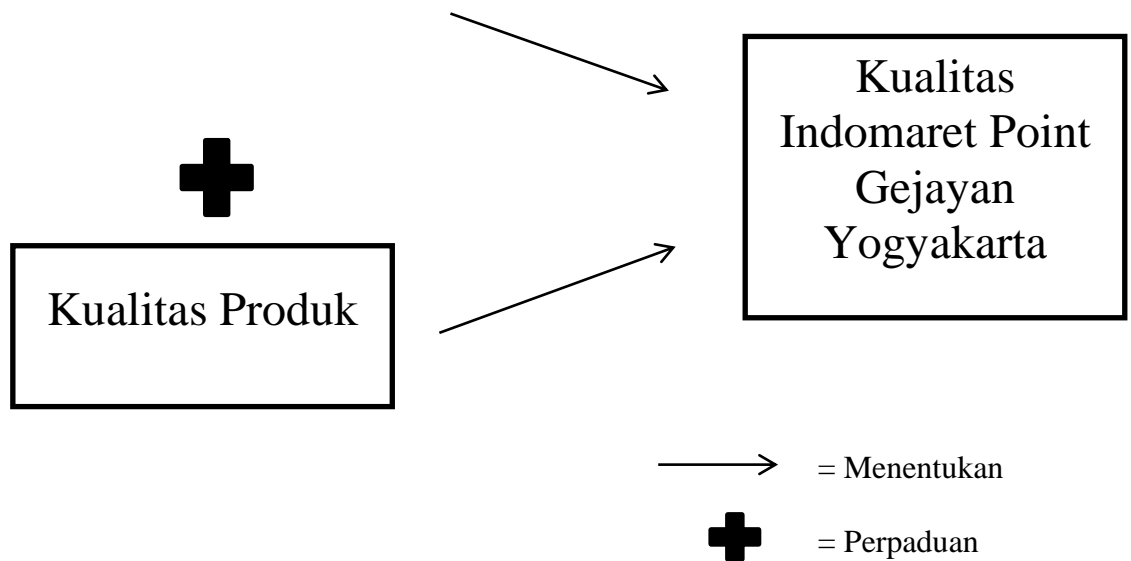 Kualitas
Indomaret Point
Gejayan
Yogyakarta
Kualitas Produk
= Menentukan
= Perpaduan